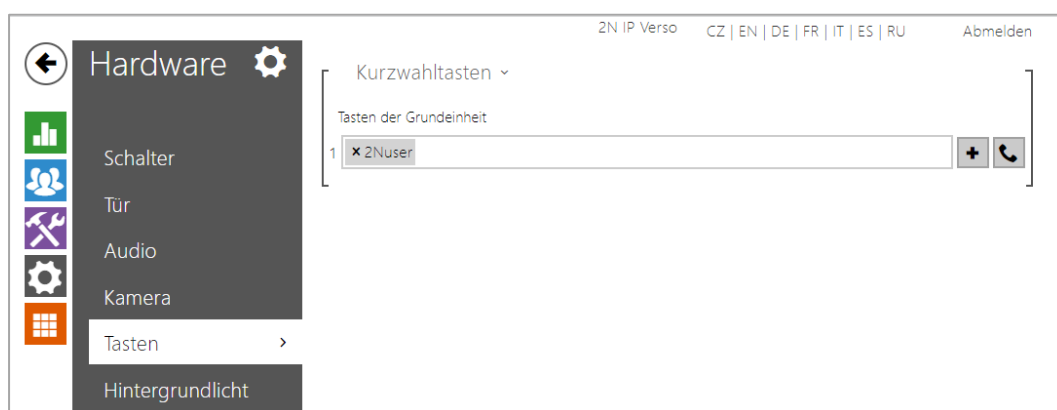 2N IP Verso CZ | EN | DE | FR | IT | ES | RU Abmelden
Hardware
Kurzwahltasten
Tasten der Grundeinheit
1 × 2Nuser
Schalter
Tür
Audio
Kamera
Tasten
Hintergrundlicht